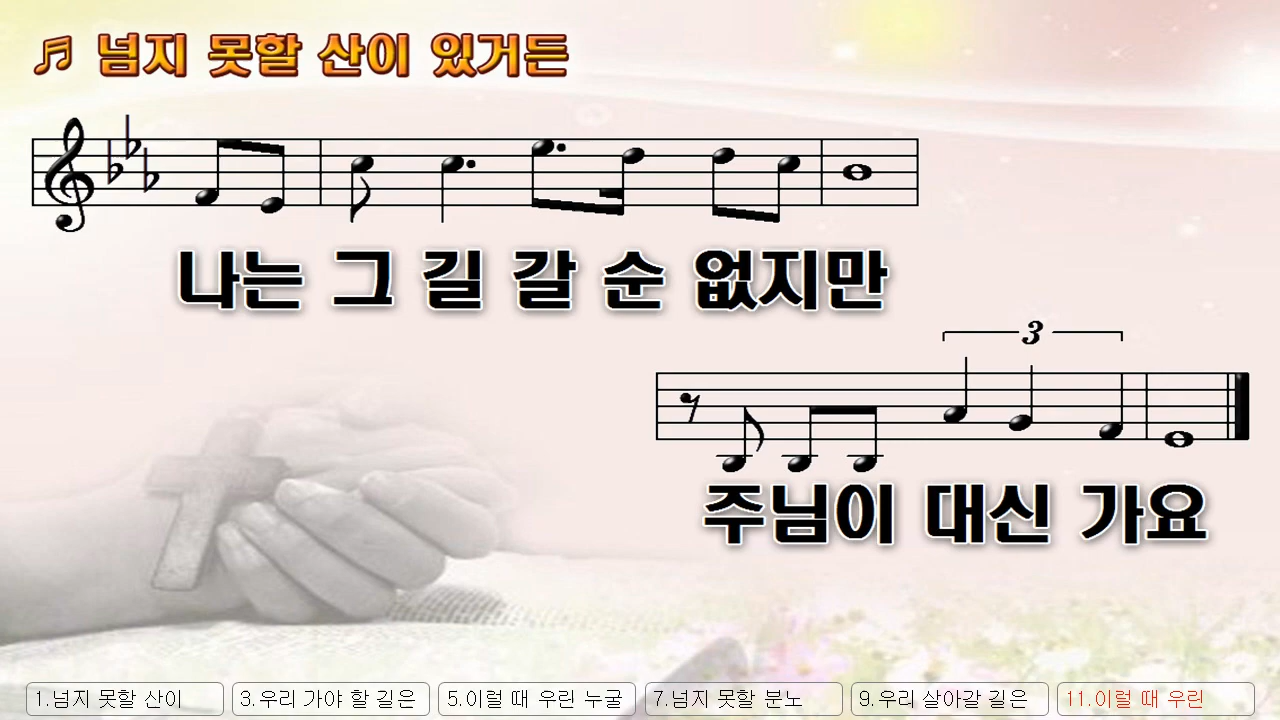 ♬ 넘지 못할 산이 있거든
나는 그 길 갈 순 없지만
3
주님이 대신 가요
1.넘지 못할 산이
3.우리 가야 할 길은
5.이럴 때 우린 누굴
7.넘지 못할 분노
9.우리 살아갈 길은
11.이럴 때 우린